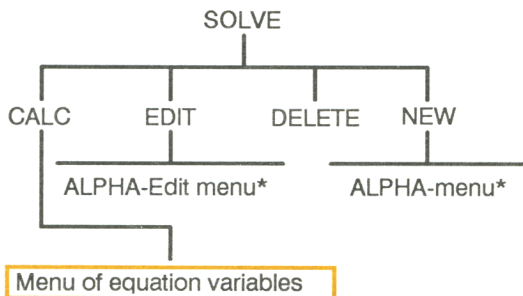 SOLVE
CALC EDIT DELETE NEW
ALPHA-Edit menu* ALPHA-menu*
Menu of equation variables